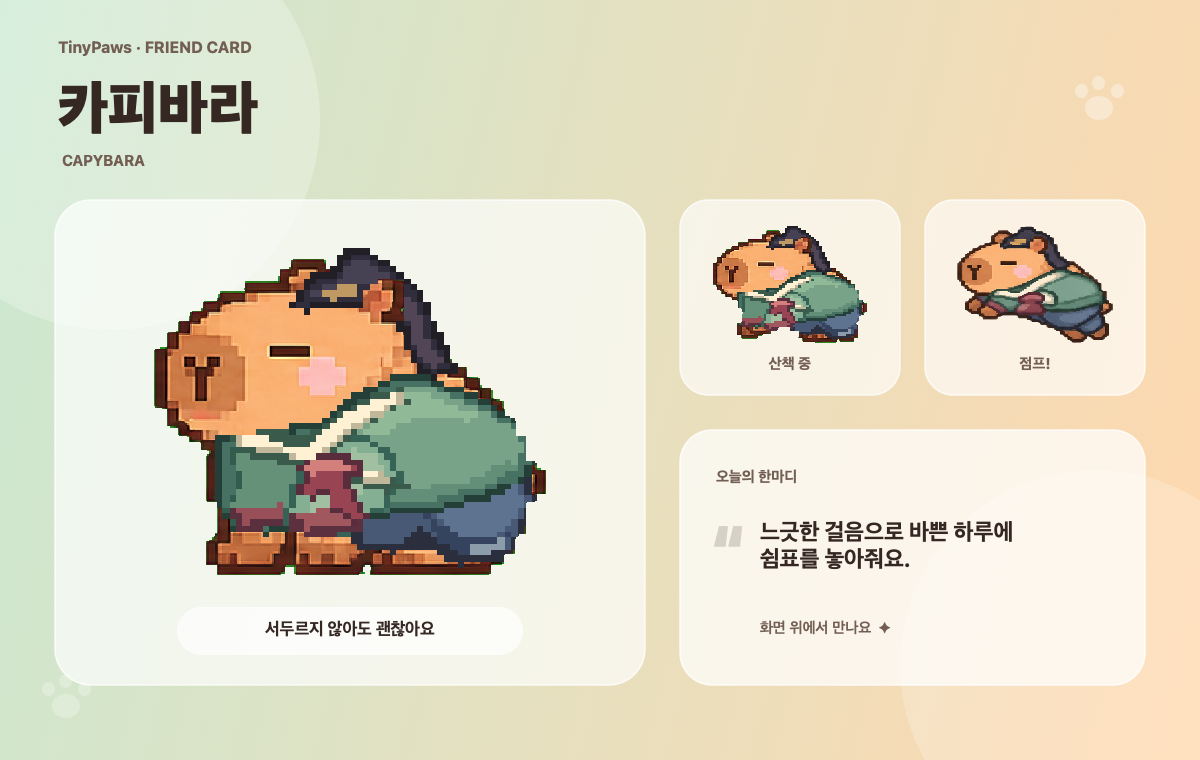 TinyPaws · FRIEND CARD
카피바라
CAPYBARA
서두르지 않아도 괜찮아요
산책 중
점프!
오늘의 한마디
느긋한 걸음으로 바쁜 하루에
쉼표를 놓아줘요.
화면 위에서 만나요 ✦